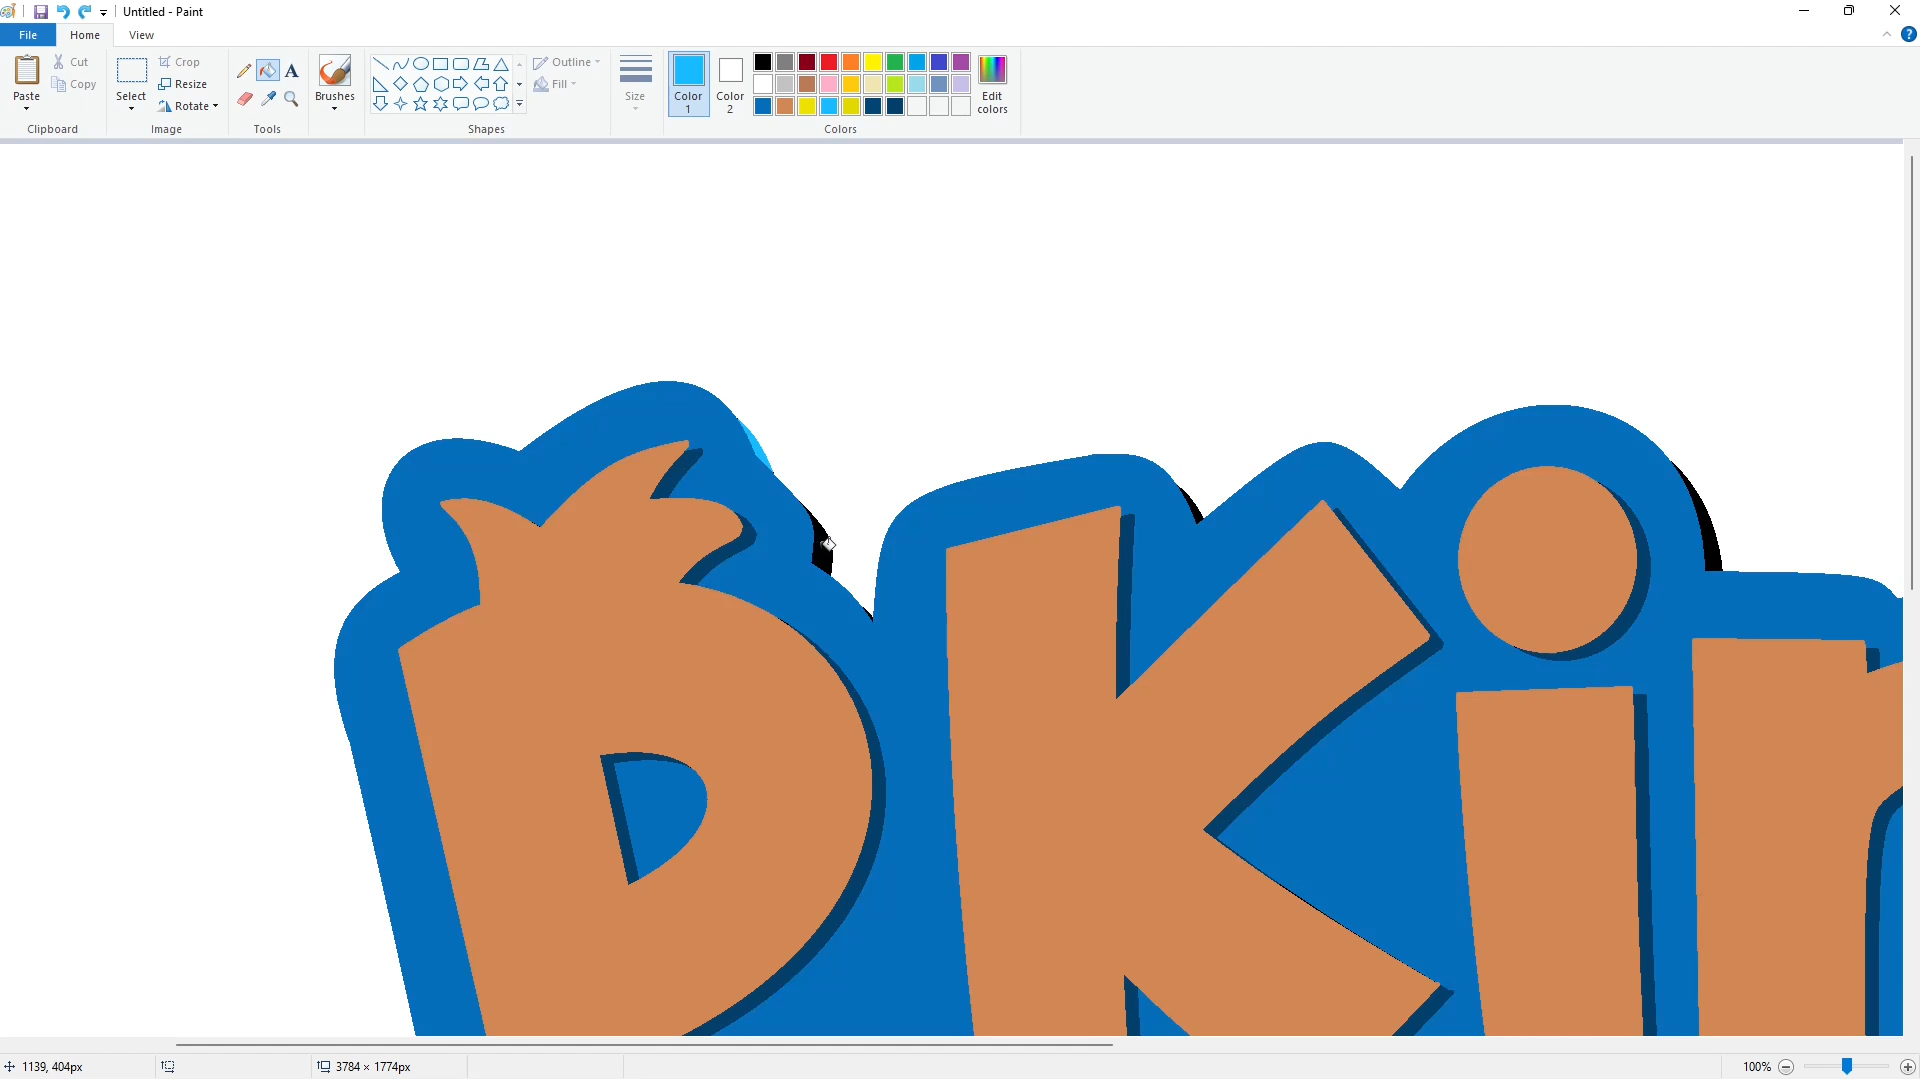 Untitled - Paint
File Home View
Paste
Cut
Copy
Clipboard
Select
Crop
Resize
Rotate
Image
A
Tools
Brushes
Shapes
Outline
Fill
Size
Color 1
Color 2
Edit colors
Colors
?
DKi
1139, 404px
3784 × 1774px
100%